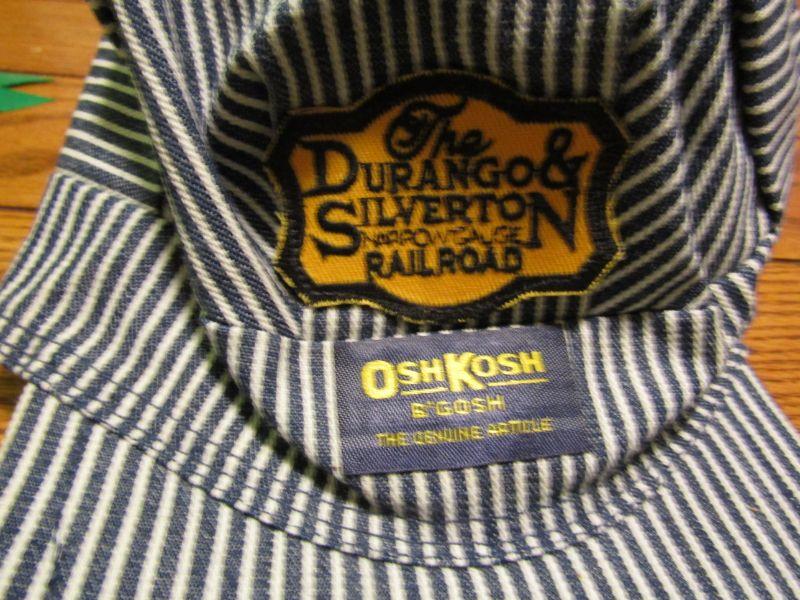 The
DURANGO &
SILVERTON
NARROW GAUGE
RAILROAD
OSHKOSH
B'GOSH
THE GENUINE ARTICLE